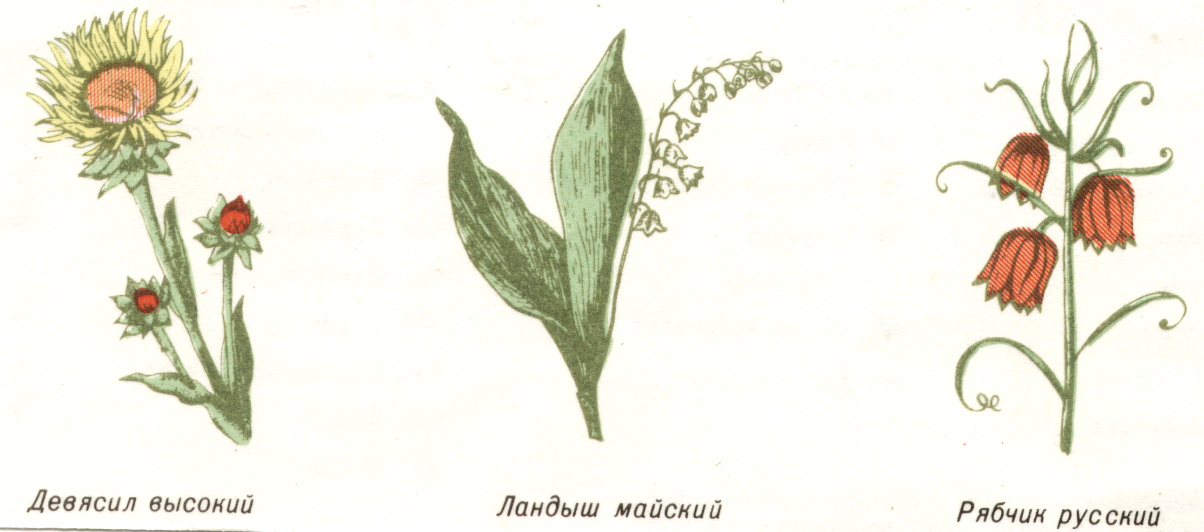 Девясил высокий
Ландыш майский
Рябчик русский